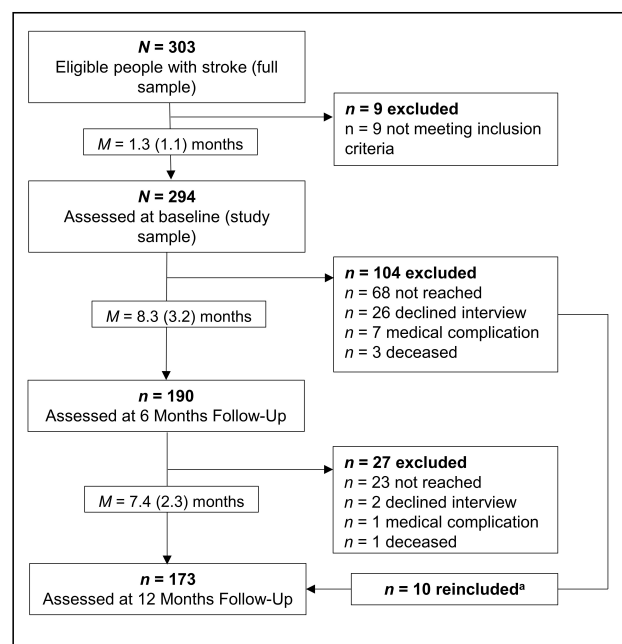 N = 303
Eligible people with stroke (full
sample)
n = 9 excluded
n = 9 not meeting inclusion
criteria
M = 1.3 (1.1) months
N = 294
Assessed at baseline (study
sample)
n = 104 excluded
n = 68 not reached
n = 26 declined interview
n = 7 medical complication
n = 3 deceased
M = 8.3 (3.2) months
n = 190
Assessed at 6 Months Follow-Up
n = 27 excluded
n = 23 not reached
n = 2 declined interview
n = 1 medical complication
n = 1 deceased
M = 7.4 (2.3) months
n = 173
Assessed at 12 Months Follow-Up
n = 10 reincludedᵃ